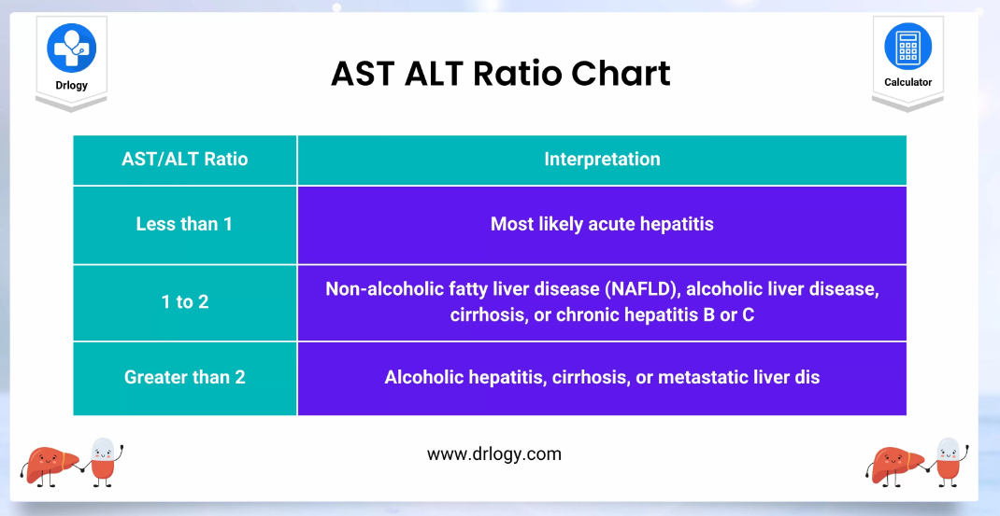 Drlogy
AST ALT Ratio Chart
Calculator
AST/ALT Ratio
Interpretation
Less than 1
Most likely acute hepatitis
1 to 2
Non-alcoholic fatty liver disease (NAFLD), alcoholic liver disease,
cirrhosis, or chronic hepatitis B or C
Greater than 2
Alcoholic hepatitis, cirrhosis, or metastatic liver dis
www.drlogy.com